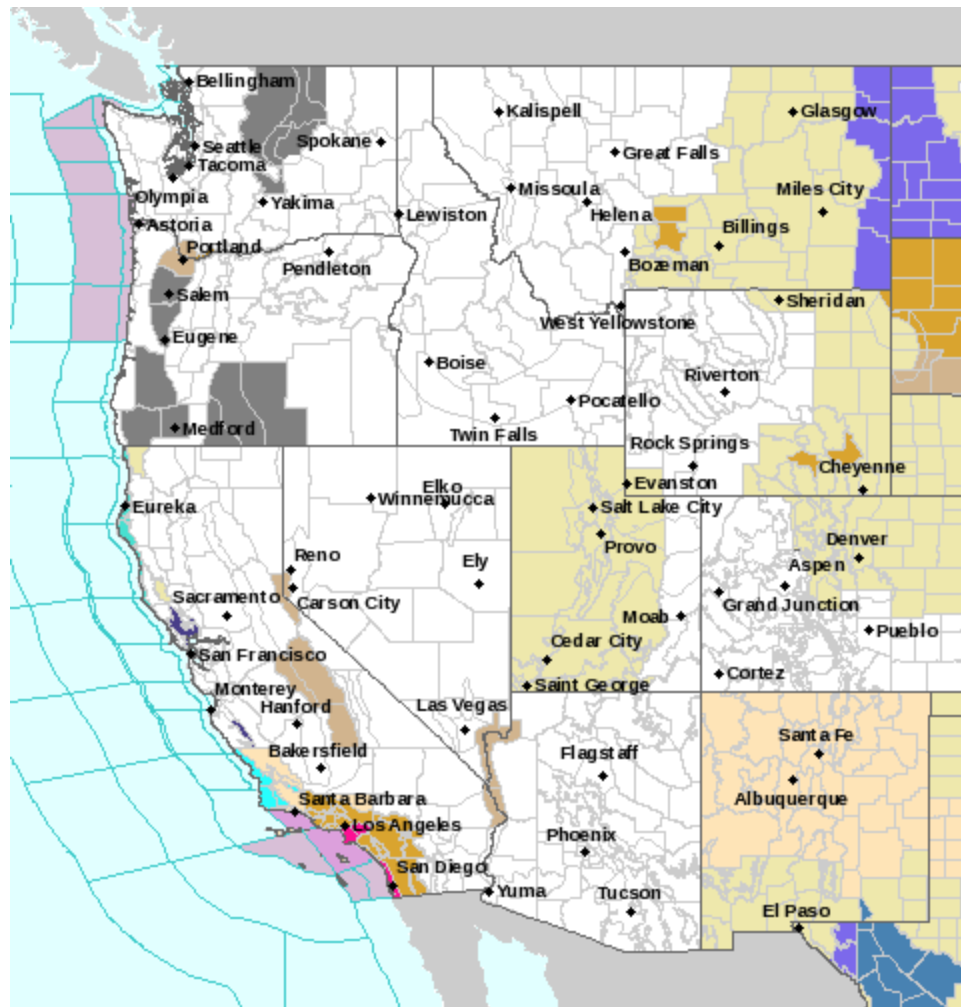 Bellingham
Kalispell
Glasgow
Seattle
Spokane
Great Falls
Tacoma
Missoula
Miles City
Olympia
Yakima
Lewiston
Helena
Astoria
Billings
Portland
Pendleton
Bozeman
Salem
Sheridan
West Yellowstone
Eugene
Boise
Riverton
Pocatello
Medford
Twin Falls
Rock Springs
Cheyenne
Elko
Evanston
Winnemucca
Eureka
Salt Lake City
Provo
Denver
Reno
Ely
Aspen
Sacramento
Carson City
Grand Junction
Moab
Pueblo
San Francisco
Cedar City
Cortez
Monterey
Saint George
Hanford
Las Vegas
Santa Fe
Bakersfield
Flagstaff
Albuquerque
Santa Barbara
Los Angeles
Phoenix
San Diego
Yuma
Tucson
El Paso